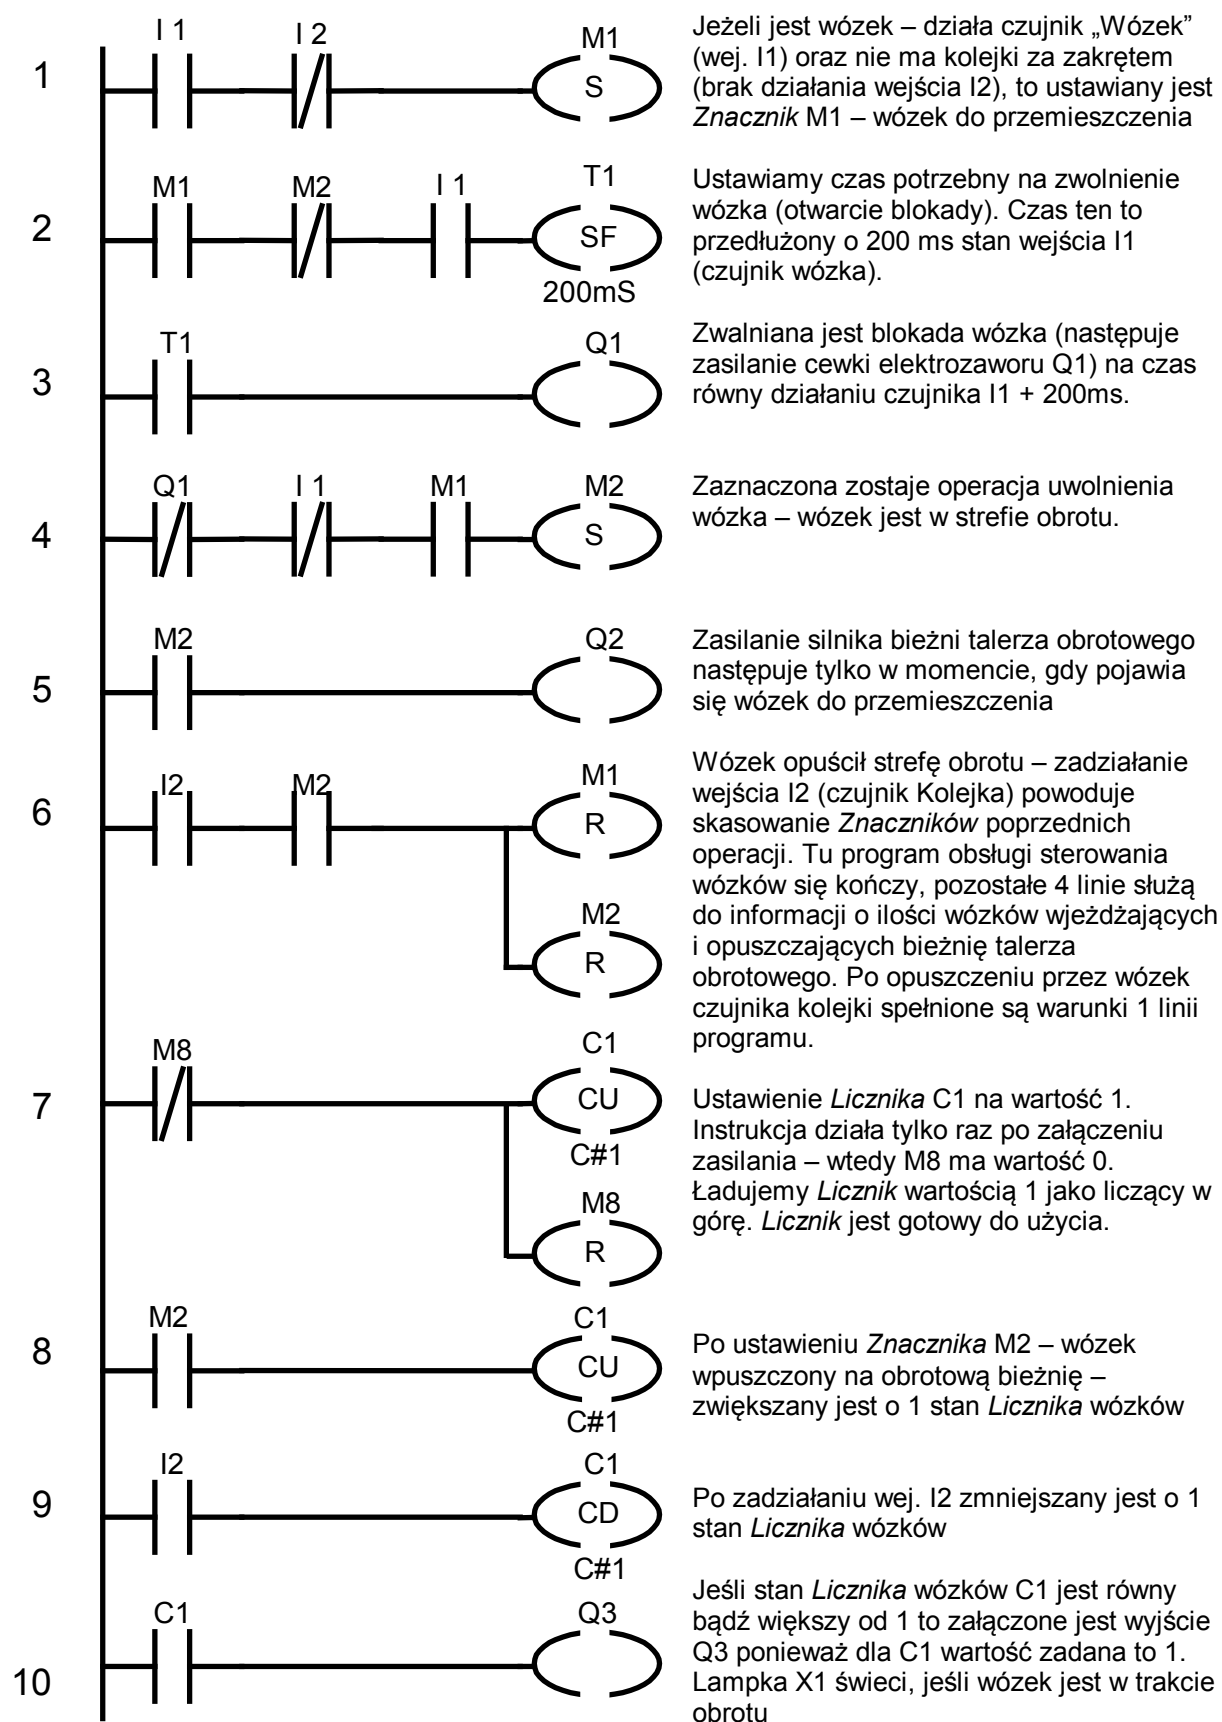 I 1 I 2 M1
1 S
Jeżeli jest wózek – działa czujnik „Wózek”
(wej. I1) oraz nie ma kolejki za zakrętem
(brak działania wejścia I2), to ustawiany jest
Znacznik M1 – wózek do przemieszczenia
M1 M2 I 1 T1
2 SF
200mS
Ustawiamy czas potrzebny na zwolnienie
wózka (otwarcie blokady). Czas ten to
przedłużony o 200 ms stan wejścia I1
(czujnik wózka).
T1 Q1
3
Zwalniana jest blokada wózka (następuje
zasilanie cewki elektrozaworu Q1) na czas
równy działaniu czujnika I1 + 200ms.
Q1 I 1 M1 M2
4 S
Zaznaczona zostaje operacja uwolnienia
wózka – wózek jest w strefie obrotu.
M2 Q2
5
Zasilanie silnika bieżni talerza obrotowego
następuje tylko w momencie, gdy pojawia
się wózek do przemieszczenia
I2 M2 M1
6 R
M2
R
Wózek opuścił strefę obrotu – zadziałanie
wejścia I2 (czujnik Kolejka) powoduje
skasowanie Znaczników poprzednich
operacji. Tu program obsługi sterowania
wózków się kończy, pozostałe 4 linie służą
do informacji o ilości wózków wjeżdżających
i opuszczających bieżnię talerza
obrotowego. Po opuszczeniu przez wózek
czujnika kolejki spełnione są warunki 1 linii
programu.
M8 C1
7 CU
C#1
M8
R
Ustawienie Licznika C1 na wartość 1.
Instrukcja działa tylko raz po załączeniu
zasilania – wtedy M8 ma wartość 0.
Ładujemy Licznik wartością 1 jako liczący w
górę. Licznik jest gotowy do użycia.
M2 C1
8 CU
C#1
Po ustawieniu Znacznika M2 – wózek
wpuszczony na obrotową bieżnię –
zwiększany jest o 1 stan Licznika wózków
I2 C1
9 CD
C#1
Po zadziałaniu wej. I2 zmniejszany jest o 1
stan Licznika wózków
C1 Q3
10
Jeśli stan Licznika wózków C1 jest równy
bądź większy od 1 to załączone jest wyjście
Q3 ponieważ dla C1 wartość zadana to 1.
Lampka X1 świeci, jeśli wózek jest w trakcie
obrotu